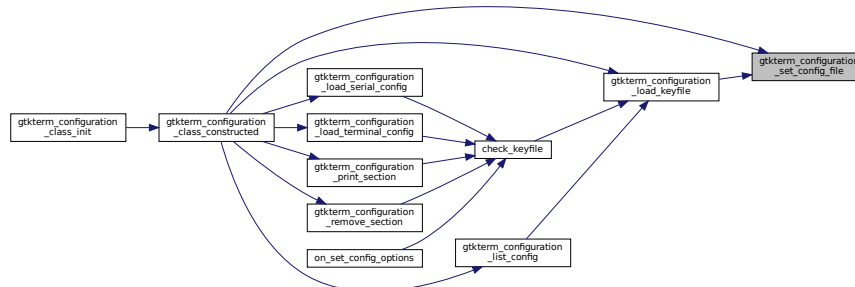 gtkterm_configuration
_set_config_file
gtkterm_configuration
_load_serial_config
gtkterm_configuration
_load_keyfile
gtkterm_configuration
_class_init
gtkterm_configuration
_class_constructed
gtkterm_configuration
_load_terminal_config
check_keyfile
gtkterm_configuration
_print_section
gtkterm_configuration
_remove_section
on_set_config_options
gtkterm_configuration
_list_config